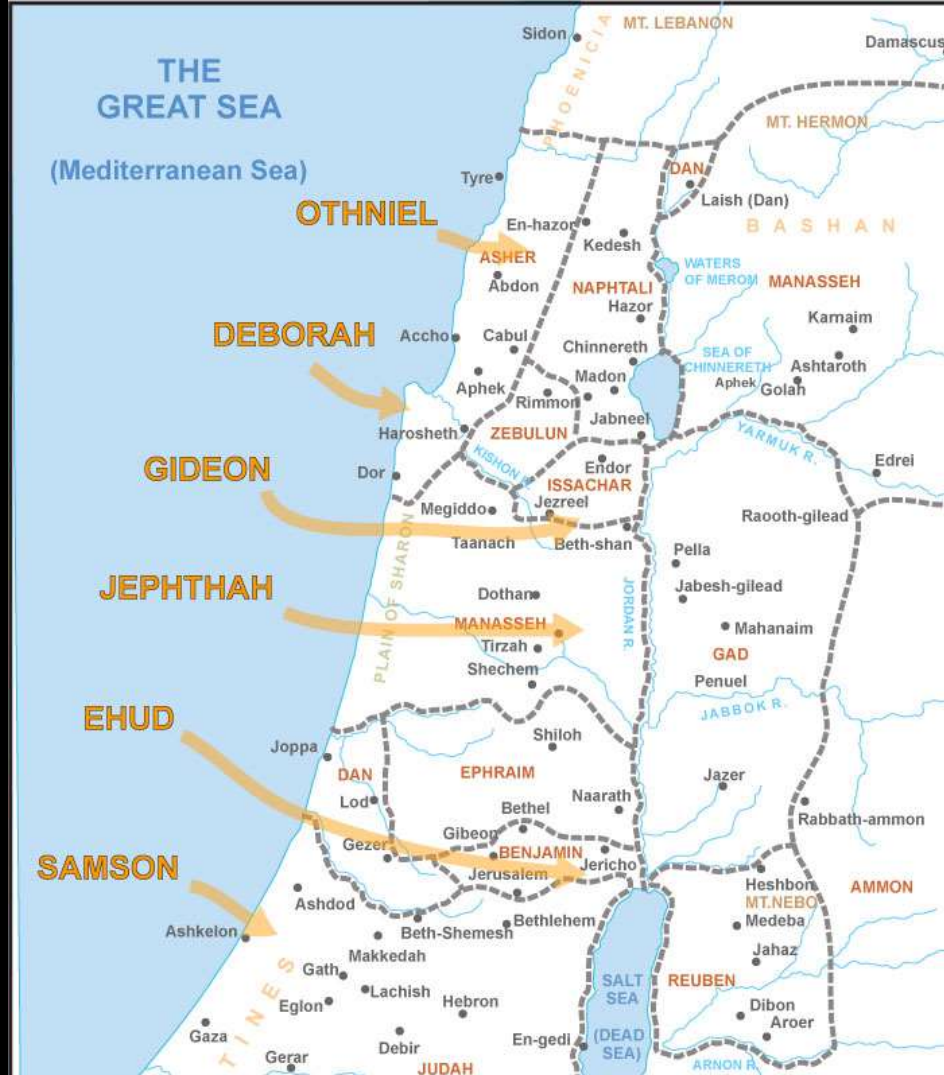 Sidon
MT. LEBANON
PHOENICIA
Damascus
THE
GREAT SEA
(Mediterranean Sea)
MT. HERMON
DAN
Tyre
Laish (Dan)
OTHNIEL
En-hazor
Kedesh
BASHAN
ASHER
Abdon
NAPHTALI
WATERS
OF MEROM
MANASSEH
Hazor
Karnaim
DEBORAH
Accho
Cabul
Chinnereth
SEA OF
CHINNERETH
Ashtaroth
Aphek
Madon
Aphek
Golah
Rimmon
Jabneel
Harosheth
ZEBULUN
YARMUK R.
GIDEON
KISHON
Endor
Edrei
Dor
ISSACHAR
Jezreel
Megiddo
Raooth-gilead
Taanach
Beth-shan
PLAIN OF SHARON
Pella
JEPHTHAH
Dothan
JORDAN R.
Jabesh-gilead
MANASSEH
Mahanaim
Tirzah
GAD
Shechem
Penuel
JABBOK R.
EHUD
Joppa
Shiloh
DAN
EPHRAIM
Jazer
Lod
Naarath
Bethel
Rabbath-ammon
Gibeon
Gezer
BENJAMIN
Jericho
SAMSON
Jerusalem
Heshbon
AMMON
Ashdod
MT.NEBO
Bethlehem
Medeba
Ashkelon
Beth-Shemesh
Makkedah
Jahaz
Gath
SALT
SEA
REUBEN
Lachish
Eglon
Hebron
Dibon
TINES
Gaza
Aroer
Debir
En-gedi
(DEAD
SEA)
Gerar
JUDAH
ARNON R.